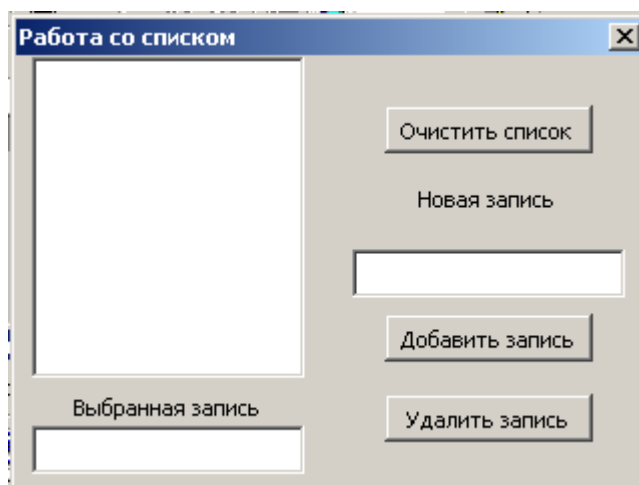 Работа со списком
Очистить список
Новая запись
Добавить запись
Выбранная запись
Удалить запись